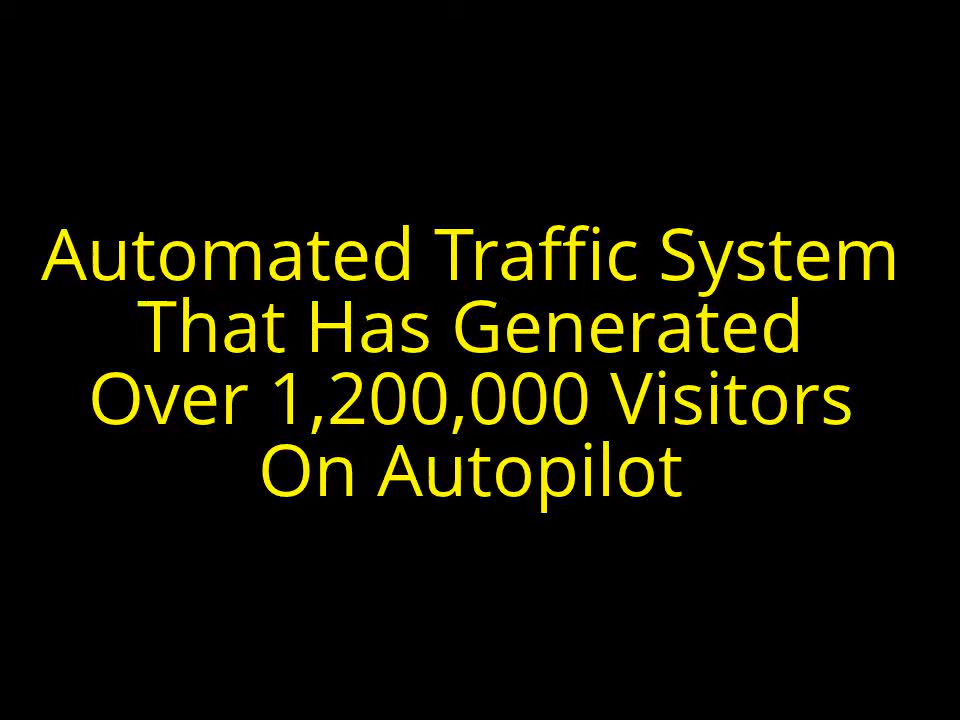 Automated Traffic System
That Has Generated
Over 1,200,000 Visitors
On Autopilot